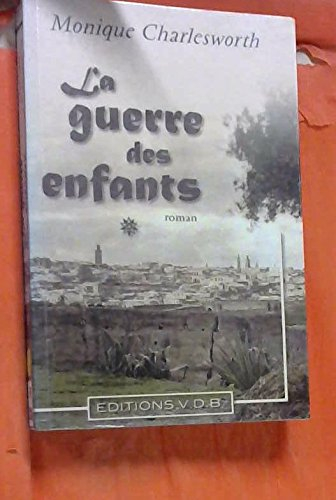 Monique Charlesworth
La
guerre
des
enfants
roman
EDITIONS V.D.B.